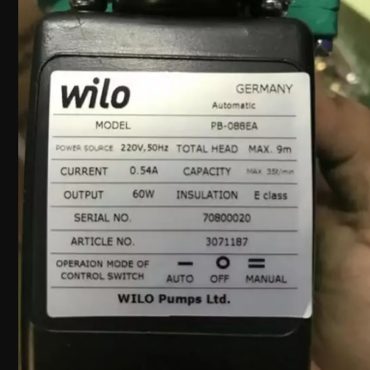 wilo
GERMANY
Automatic
MODEL PB-088EA
POWER SOURCE 220V,50Hz TOTAL HEAD MAX. 9m
CURRENT 0.54A CAPACITY MAX. 35ℓ/min
OUTPUT 60W INSULATION E class
SERIAL NO. 70800020
ARTICLE NO. 3071187
OPERAION MODE OF
CONTROL SWITCH AUTO OFF MANUAL
WILO Pumps Ltd.